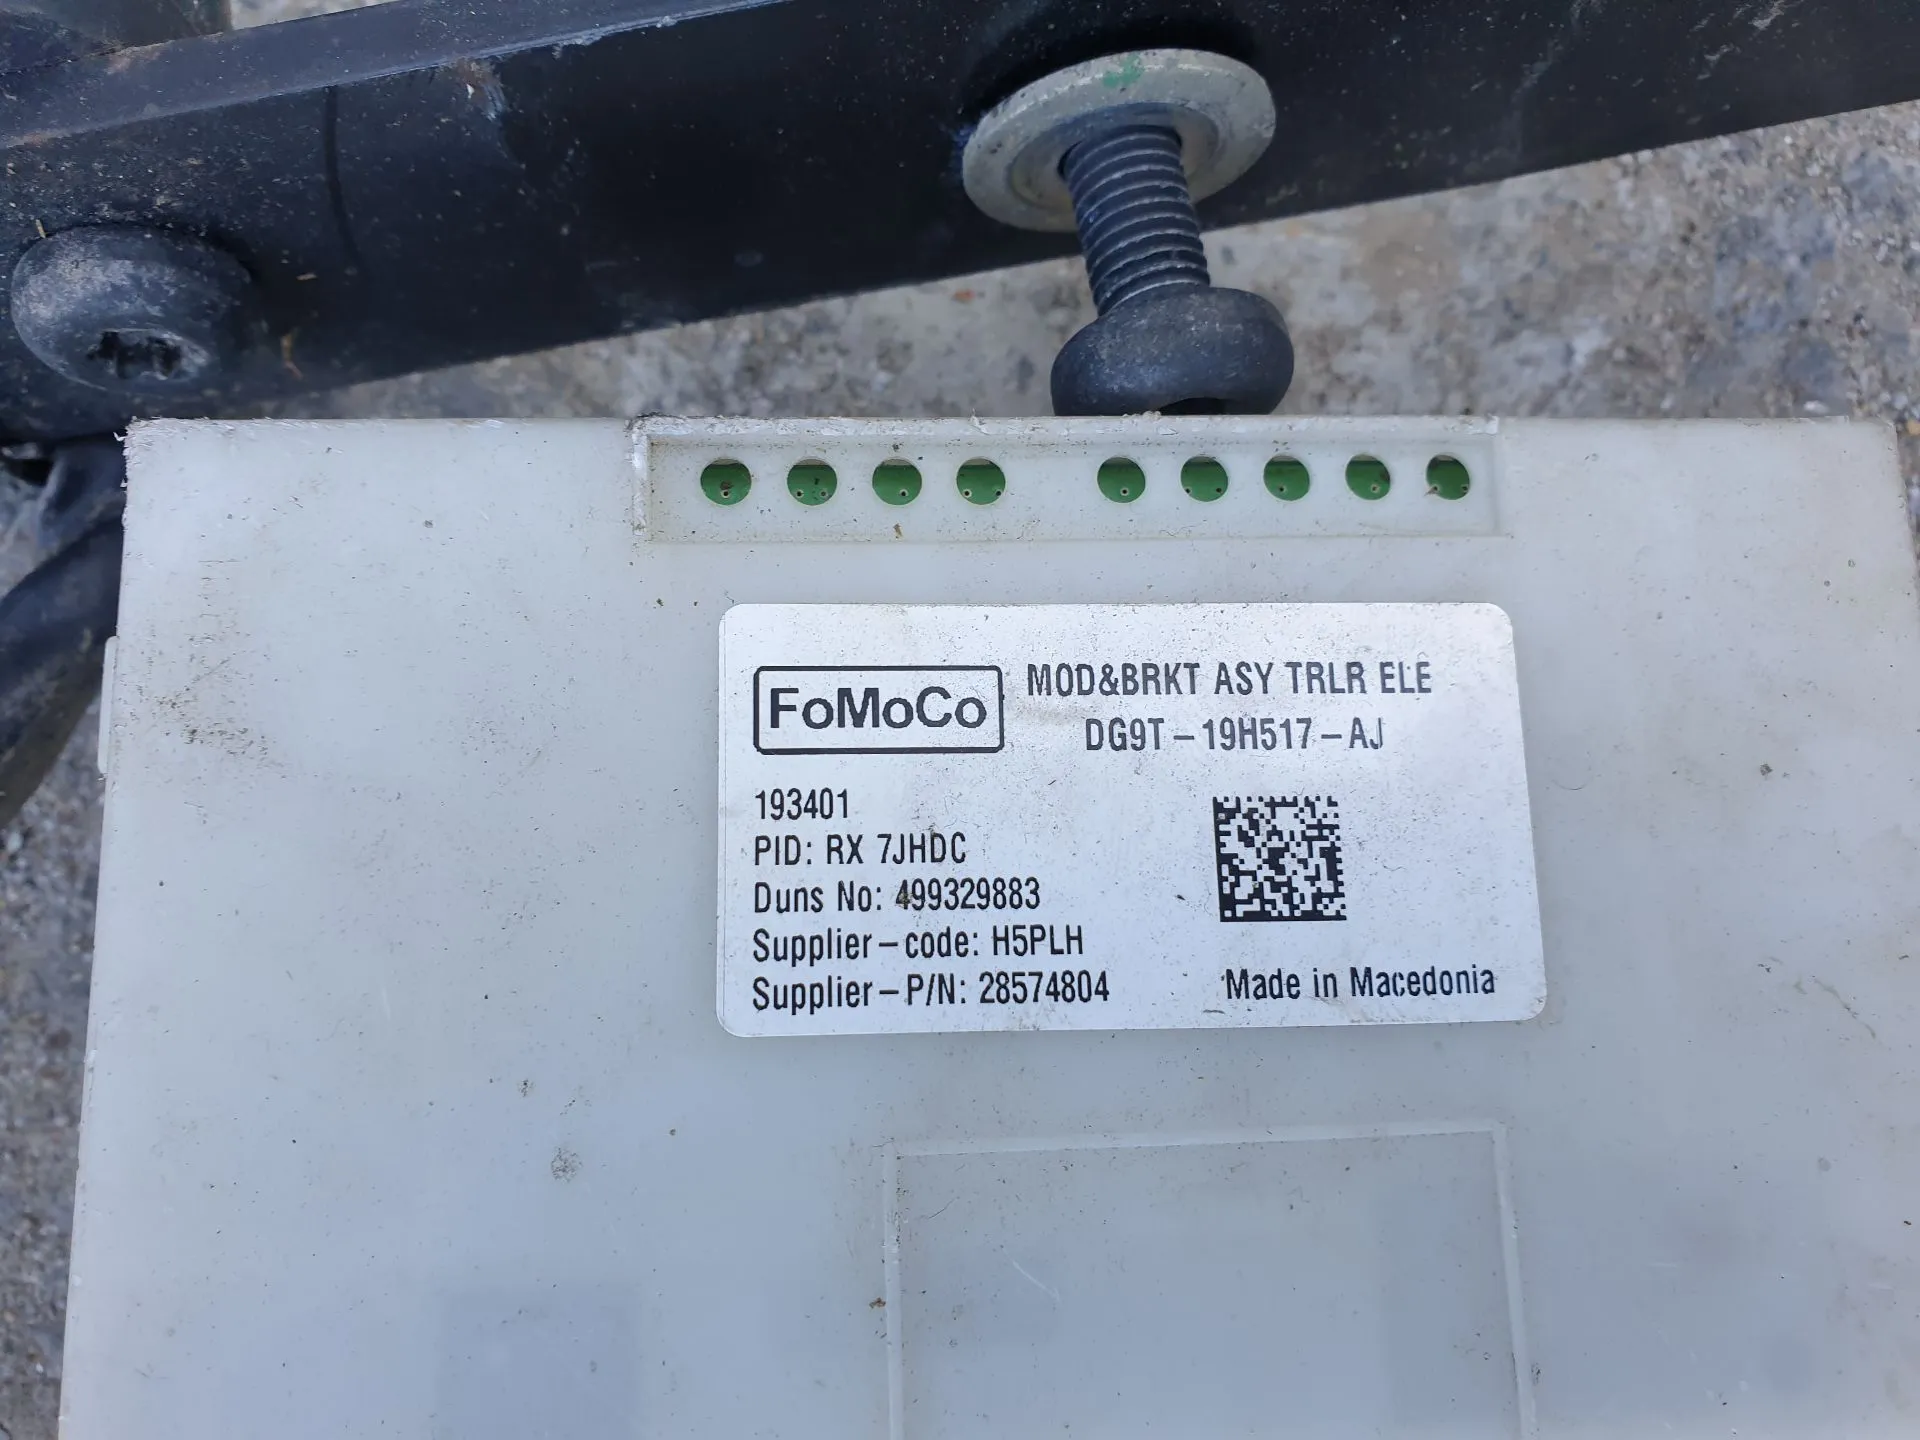 FoMoCo
MOD&BRKT ASY TRLR ELE
DG9T-19H517-AJ
193401
PID: RX 7JHDC
Duns No: 499329883
Supplier-code: H5PLH
Supplier-P/N: 28574804
Made in Macedonia